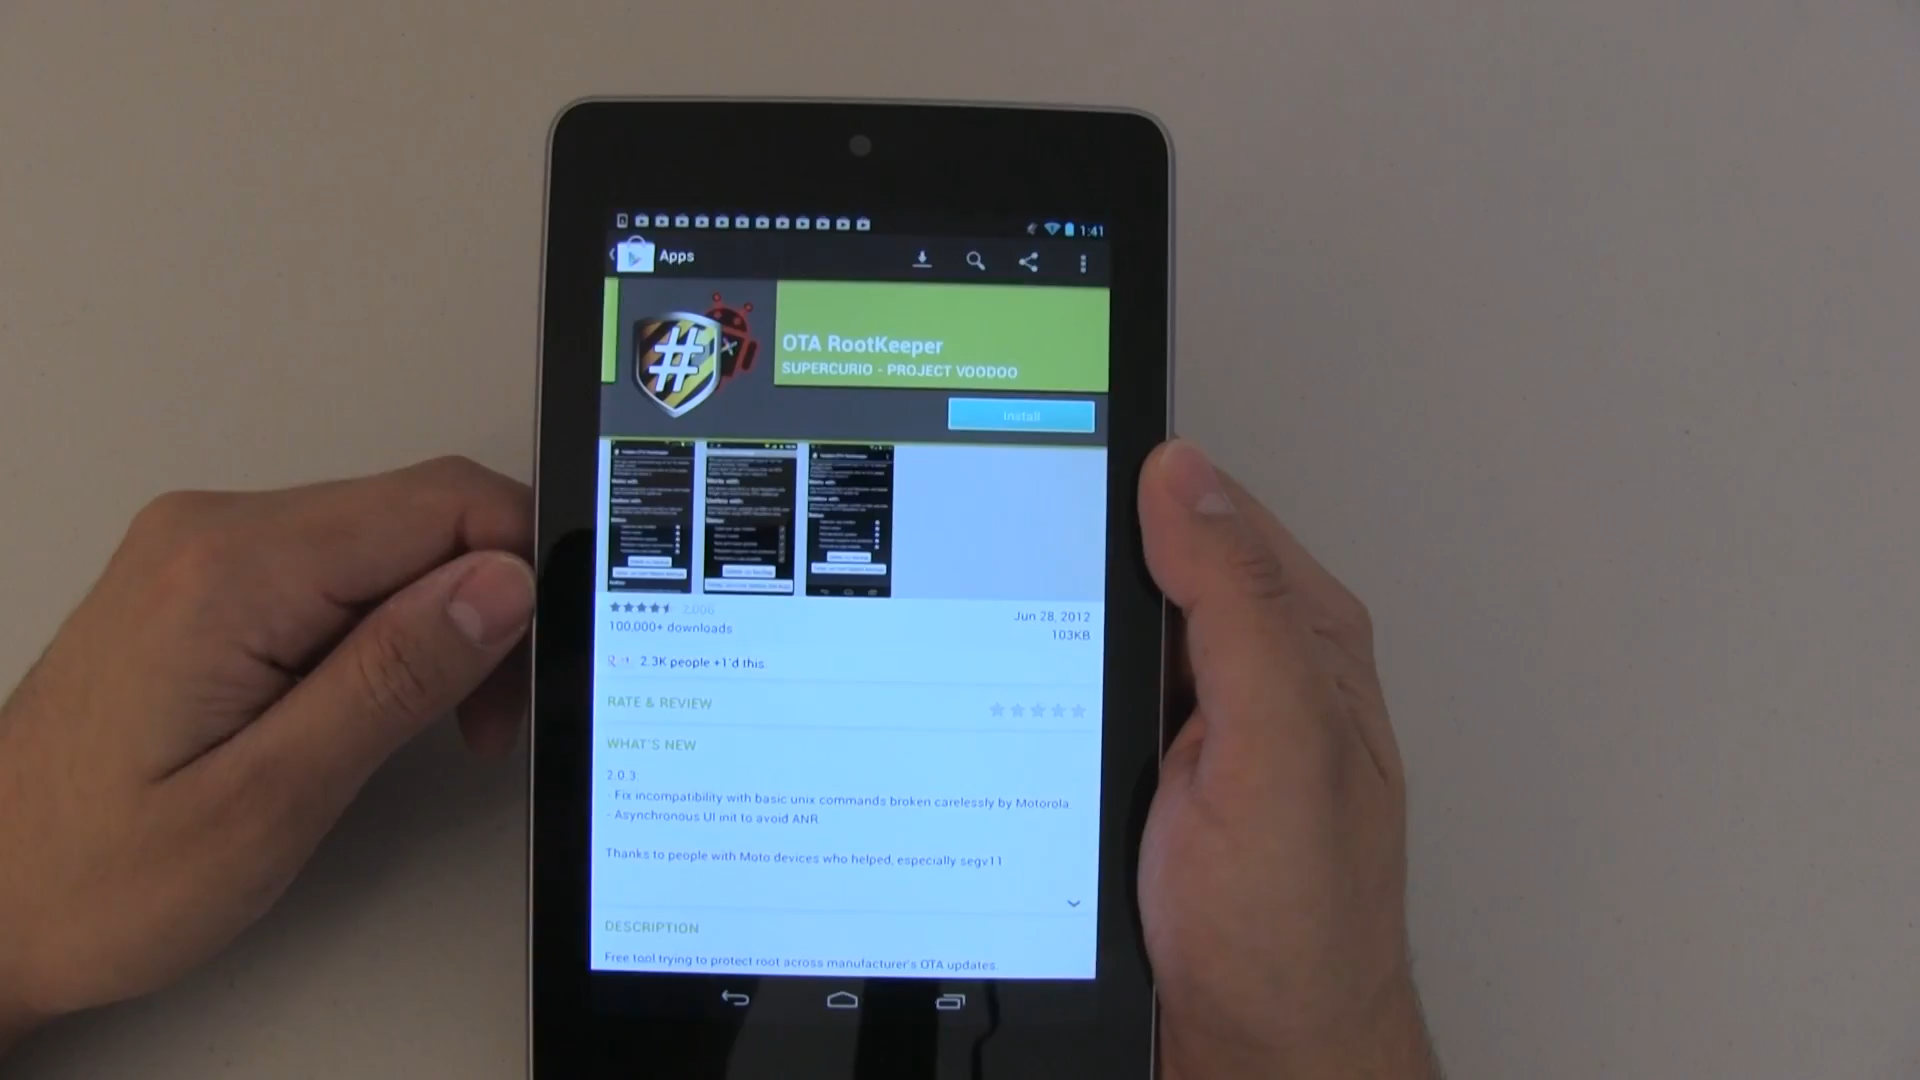 1:41
Apps
OTA RootKeeper
SUPERCURIO - PROJECT VOODOO
Install
2,006
100,000+ downloads
Jun 28, 2012
103KB
2.3K people +1'd this.
RATE & REVIEW
WHAT'S NEW
2.0.3:
- Fix incompatibility with basic unix commands broken carelessly by Motorola
- Asynchronous UI init to avoid ANR
Thanks to people with Moto devices who helped, especially segv11
DESCRIPTION
Free tool trying to protect root across manufacturer's OTA updates.